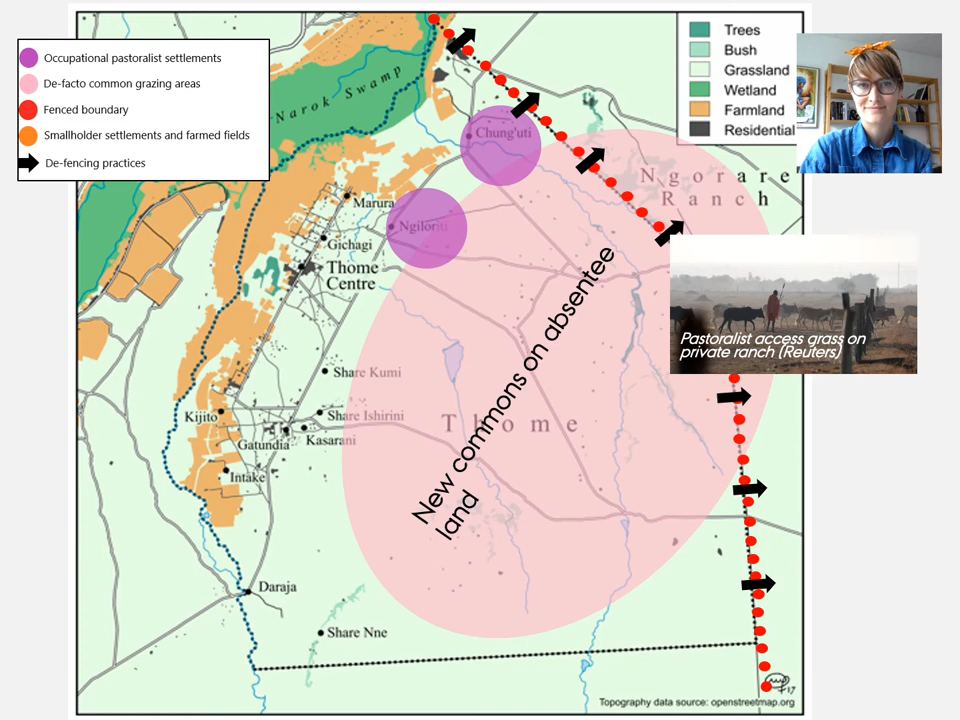 Occupational pastoralist settlements
De-facto common grazing areas
Fenced boundary
Smallholder settlements and farmed fields
De-fencing practices
Trees
Bush
Grassland
Wetland
Farmland
Residential
Narok Swamp
Chung'uti
Ngorare
Ranch
Marura
Ngiloriti
Gichagi
Thome
Centre
New commons on absentee
land
Pastoralist access grass on
private ranch (Reuters)
Share Kumi
Kijito
Share Ishirini
Thome
Gatundia
Kasarani
Intake
Daraja
Share Nne
Topography data source: openstreetmap.org